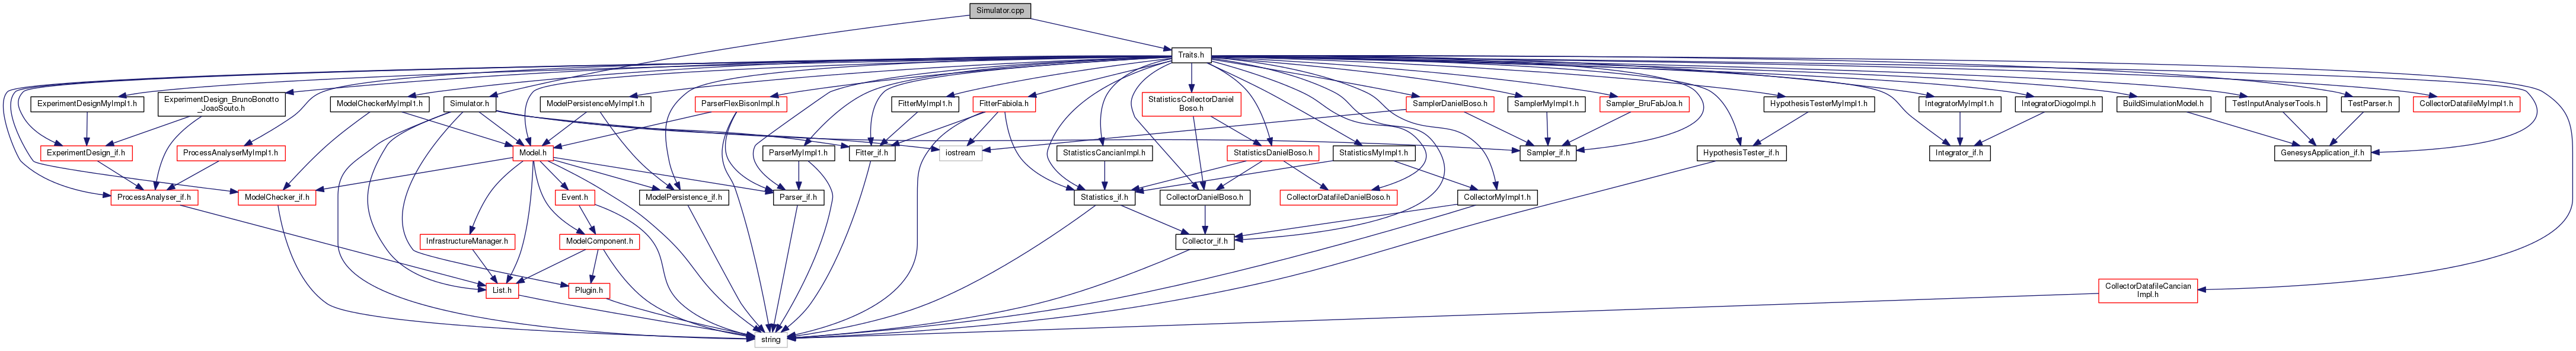 Simulator.cpp
Traits.h
ExperimentDesignMyImpl1.h
ExperimentDesign_BrunoBonotto
_JoaoSouto.h
ModelCheckerMyImpl1.h
Simulator.h
ModelPersistenceMyImpl1.h
ParserFlexBisonImpl.h
FitterMyImpl1.h
FitterFabiola.h
StatisticsCollectorDaniel
Boso.h
SamplerDanielBoso.h
SamplerMyImpl1.h
Sampler_BruFabJoa.h
HypothesisTesterMyImpl1.h
IntegratorMyImpl1.h
IntegratorDiogoImpl.h
BuildSimulationModel.h
TestInputAnalyserTools.h
TestParser.h
CollectorDatafileMyImpl1.h
ExperimentDesign_if.h
ProcessAnalyserMyImpl1.h
Model.h
ParserMyImpl1.h
Fitter_if.h
iostream
StatisticsCancianImpl.h
StatisticsDanielBoso.h
StatisticsMyImpl1.h
Sampler_if.h
HypothesisTester_if.h
Integrator_if.h
GenesysApplication_if.h
ProcessAnalyser_if.h
ModelChecker_if.h
Event.h
ModelPersistence_if.h
Parser_if.h
Statistics_if.h
CollectorDanielBoso.h
CollectorDatafileDanielBoso.h
CollectorMyImpl1.h
InfrastructureManager.h
ModelComponent.h
Collector_if.h
List.h
Plugin.h
CollectorDatafileCancian
Impl.h
string